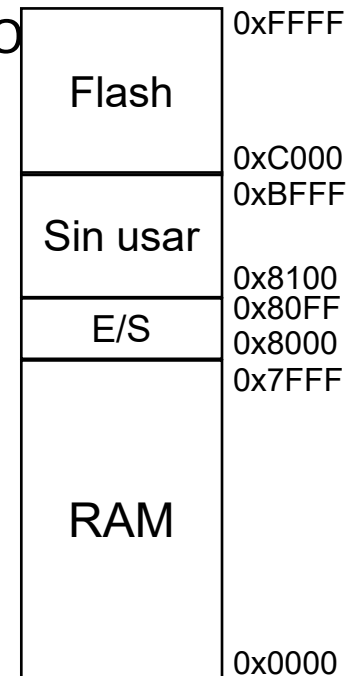 0xFFFF
Flash
0xC000
0xBFFF
Sin usar
0x8100
0x80FF
E/S
0x8000
0x7FFF
RAM
0x0000